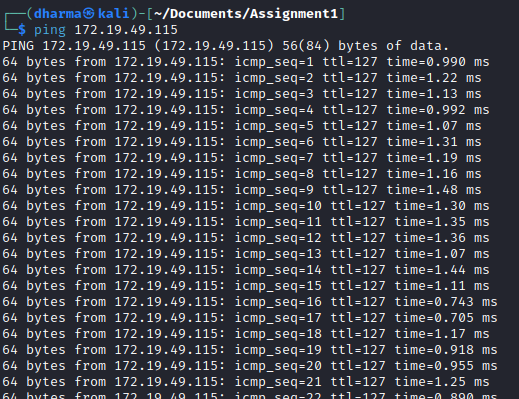 ┌──(dharma㉿kali)-[~/Documents/Assignment1]
└─$ ping 172.19.49.115
PING 172.19.49.115 (172.19.49.115) 56(84) bytes of data.
64 bytes from 172.19.49.115: icmp_seq=1 ttl=127 time=0.990 ms
64 bytes from 172.19.49.115: icmp_seq=2 ttl=127 time=1.22 ms
64 bytes from 172.19.49.115: icmp_seq=3 ttl=127 time=1.13 ms
64 bytes from 172.19.49.115: icmp_seq=4 ttl=127 time=0.992 ms
64 bytes from 172.19.49.115: icmp_seq=5 ttl=127 time=1.07 ms
64 bytes from 172.19.49.115: icmp_seq=6 ttl=127 time=1.31 ms
64 bytes from 172.19.49.115: icmp_seq=7 ttl=127 time=1.19 ms
64 bytes from 172.19.49.115: icmp_seq=8 ttl=127 time=1.16 ms
64 bytes from 172.19.49.115: icmp_seq=9 ttl=127 time=1.48 ms
64 bytes from 172.19.49.115: icmp_seq=10 ttl=127 time=1.30 ms
64 bytes from 172.19.49.115: icmp_seq=11 ttl=127 time=1.35 ms
64 bytes from 172.19.49.115: icmp_seq=12 ttl=127 time=1.36 ms
64 bytes from 172.19.49.115: icmp_seq=13 ttl=127 time=1.07 ms
64 bytes from 172.19.49.115: icmp_seq=14 ttl=127 time=1.44 ms
64 bytes from 172.19.49.115: icmp_seq=15 ttl=127 time=1.11 ms
64 bytes from 172.19.49.115: icmp_seq=16 ttl=127 time=0.743 ms
64 bytes from 172.19.49.115: icmp_seq=17 ttl=127 time=0.705 ms
64 bytes from 172.19.49.115: icmp_seq=18 ttl=127 time=1.17 ms
64 bytes from 172.19.49.115: icmp_seq=19 ttl=127 time=0.918 ms
64 bytes from 172.19.49.115: icmp_seq=20 ttl=127 time=0.955 ms
64 bytes from 172.19.49.115: icmp_seq=21 ttl=127 time=1.25 ms
64 bytes from 172.19.49.115: icmp_seq=22 ttl=127 time=0.890 ms